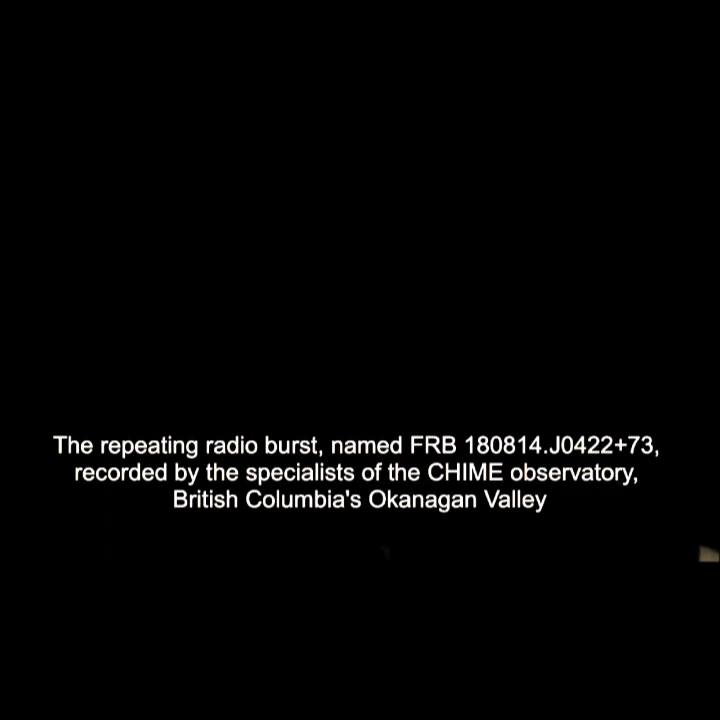 The repeating radio burst, named FRB 180814.J0422+73,
recorded by the specialists of the CHIME observatory,
British Columbia's Okanagan Valley